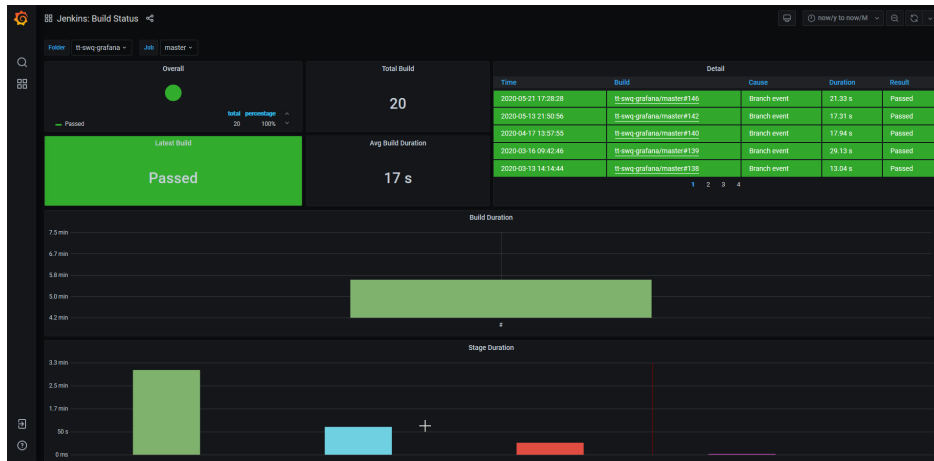 Jenkins: Build Status
now/y to now/M
Folder tt-swq-grafana Job master
Overall
total percentage
Passed 20 100%
Total Build
20
Detail
Time Build Cause Duration Result
2020-05-21 17:28:28 tt-swq-grafana/master#146 Branch event 21.33 s Passed
2020-05-13 21:50:56 tt-swq-grafana/master#142 Branch event 17.31 s Passed
2020-04-17 13:57:55 tt-swq-grafana/master#140 Branch event 17.94 s Passed
2020-03-16 09:42:46 tt-swq-grafana/master#139 Branch event 29.13 s Passed
2020-03-13 14:14:44 tt-swq-grafana/master#138 Branch event 13.04 s Passed
1 2 3 4
Latest Build
Passed
Avg Build Duration
17 s
Build Duration
7.5 min
6.7 min
5.8 min
5.0 min
4.2 min
#
Stage Duration
3.3 min
2.5 min
1.7 min
50 s
0 ms